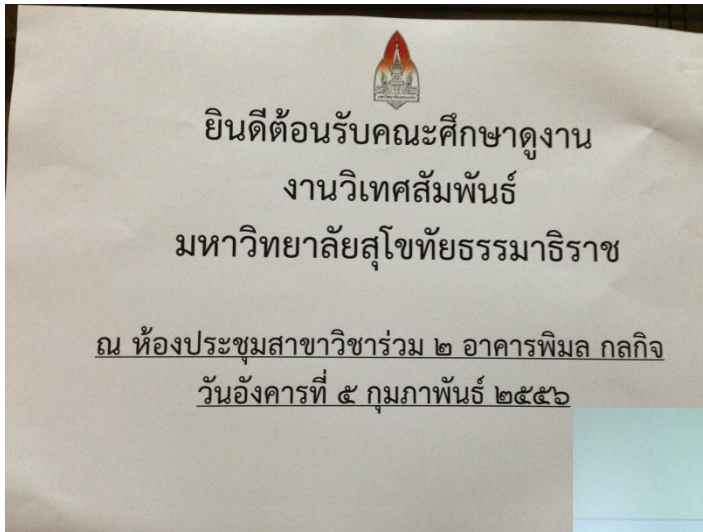 ยินดีต้อนรับคณะศึกษาดูงาน
งานวิเทศสัมพันธ์
มหาวิทยาลัยสุโขทัยธรรมาธิราช
ณ ห้องประชุมสาขาวิชาร่วม ๒ อาคารพิมล กลกิจ
วันอังคารที่ ๕ กุมภาพันธ์ ๒๕๕๖